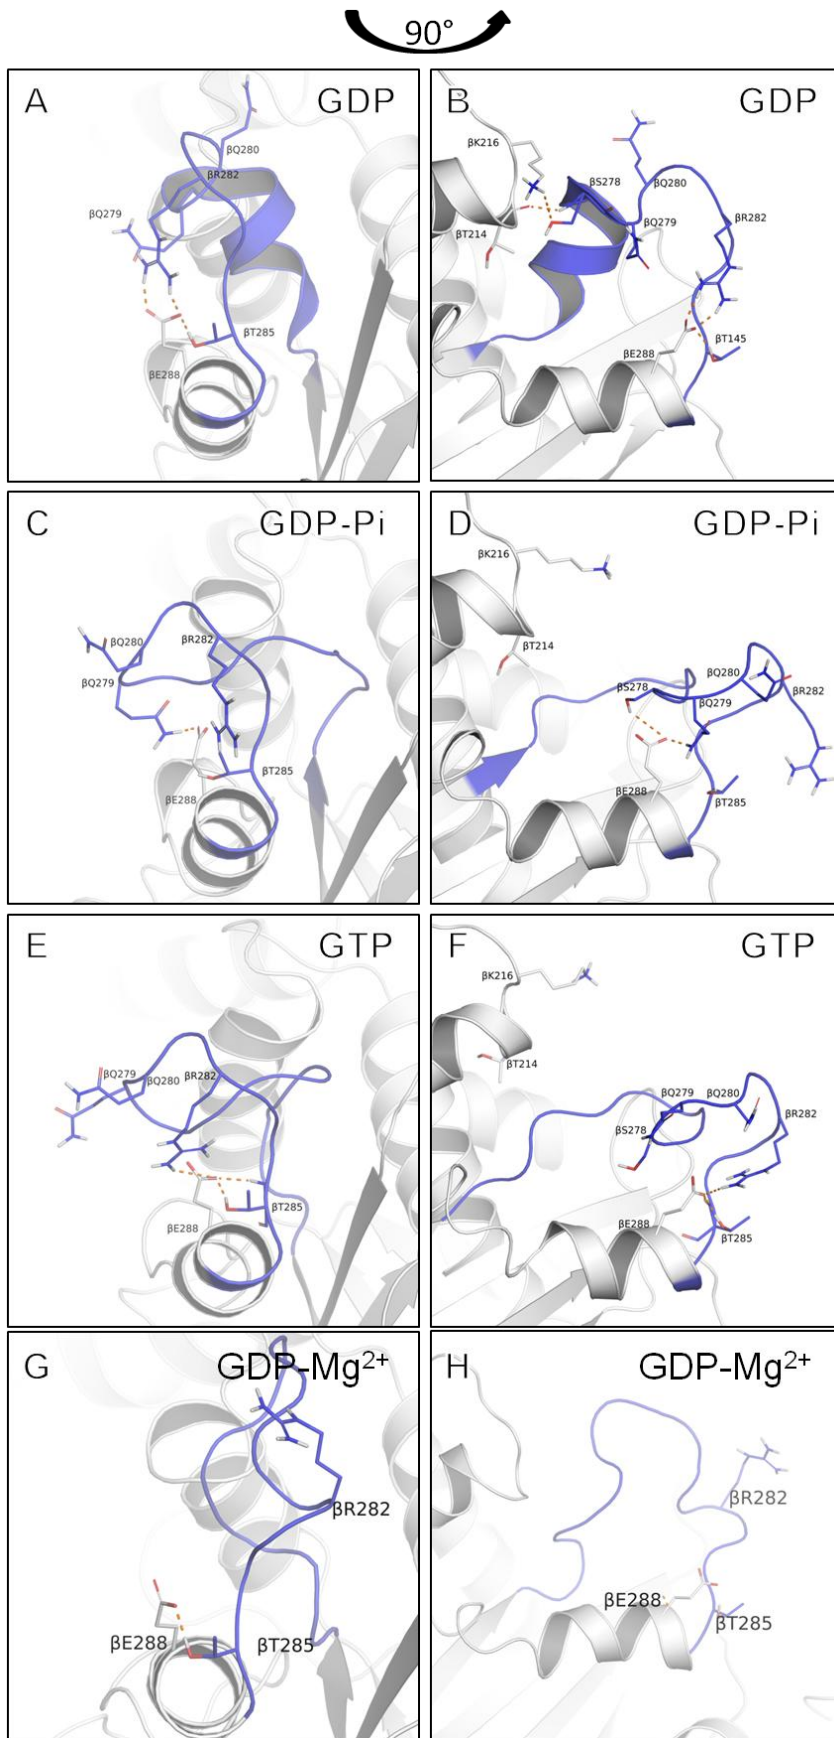 90°
A GDP
βQ280
βR282
βQ279
βT285
βE288
B GDP
βK216
βS278
βQ280
βR282
βQ279
βT214
βT145
βE288
C GDP-Pi
βQ280
βR282
βQ279
βT285
βE288
D GDP-Pi
βK216
βT214
βQ280
βS278
βR282
βQ279
βE288
βT285
E GTP
βQ279
βQ280
βR282
βT285
βE288
F GTP
βK216
βT214
βQ279
βQ280
βR282
βS278
βE288
βT285
G GDP-Mg²⁺
βR282
βE288
βT285
H GDP-Mg²⁺
βR282
βE288
βT285